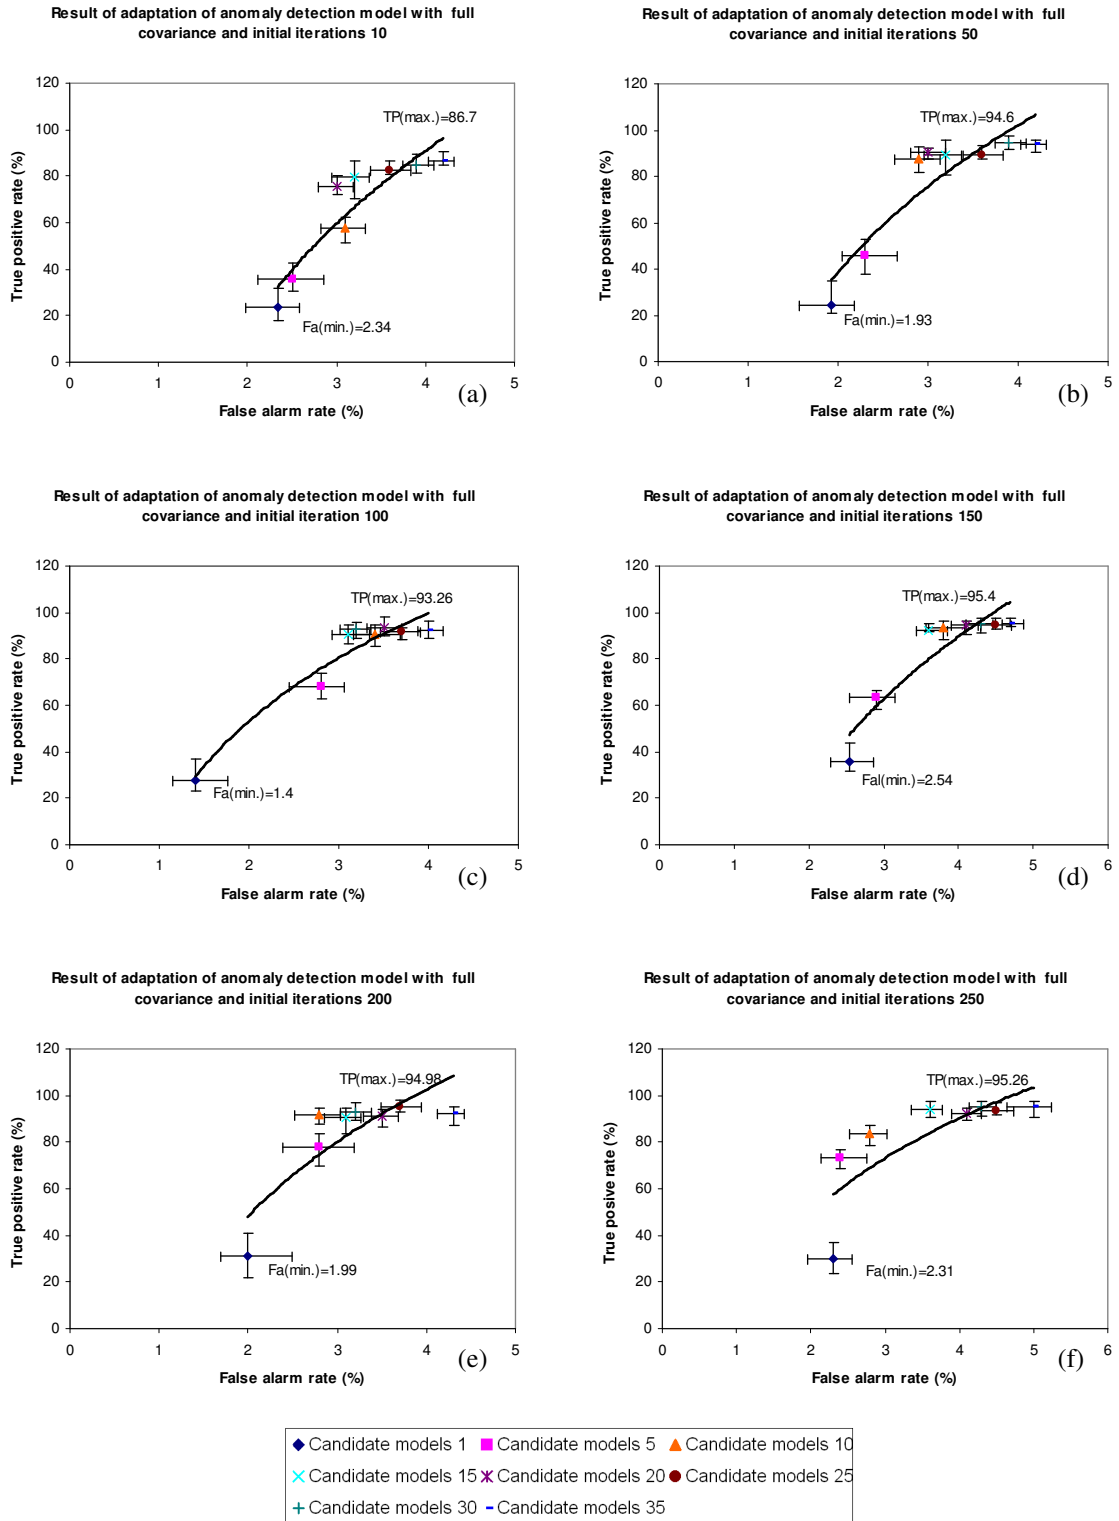 Result of adaptation of anomaly detection model with full
covariance and initial iterations 10
120
100
80
60
40
20
0
True positive rate (%)
TP(max.)=86.7
Fa(min.)=2.34
0 1 2 3 4 5
False alarm rate (%)
(a)
Result of adaptation of anomaly detection model with full
covariance and initial iterations 50
120
100
80
60
40
20
0
True positive rate (%)
TP(max.)=94.6
Fa(min.)=1.93
0 1 2 3 4 5
False alarm rate (%)
(b)
Result of adaptation of anomaly detection model with full
covariance and initial iteration 100
120
100
80
60
40
20
0
True positive rate (%)
TP(max.)=93.26
Fa(min.)=1.4
0 1 2 3 4 5
False alarm rate (%)
(c)
Result of adaptation of anomaly detection model with full
covariance and initial iterations 150
120
100
80
60
40
20
0
True positive rate (%)
TP(max.)=95.4
Fal(min.)=2.54
0 1 2 3 4 5 6
False alarm rate (%)
(d)
Result of adaptation of anomaly detection model with full
covariance and initial iterations 200
120
100
80
60
40
20
0
True positive rate (%)
TP(max.)=94.98
Fa(min.)=1.99
0 1 2 3 4 5
False alarm rate (%)
(e)
Result of adaptation of anomaly detection model with full
covariance and initial iterations 250
120
100
80
60
40
20
0
True posive rate (%)
TP(max.)=95.26
Fa(min.)=2.31
0 1 2 3 4 5 6
False alarm rate (%)
(f)
Candidate models 1 Candidate models 5 Candidate models 10
Candidate models 15 Candidate models 20 Candidate models 25
Candidate models 30 Candidate models 35